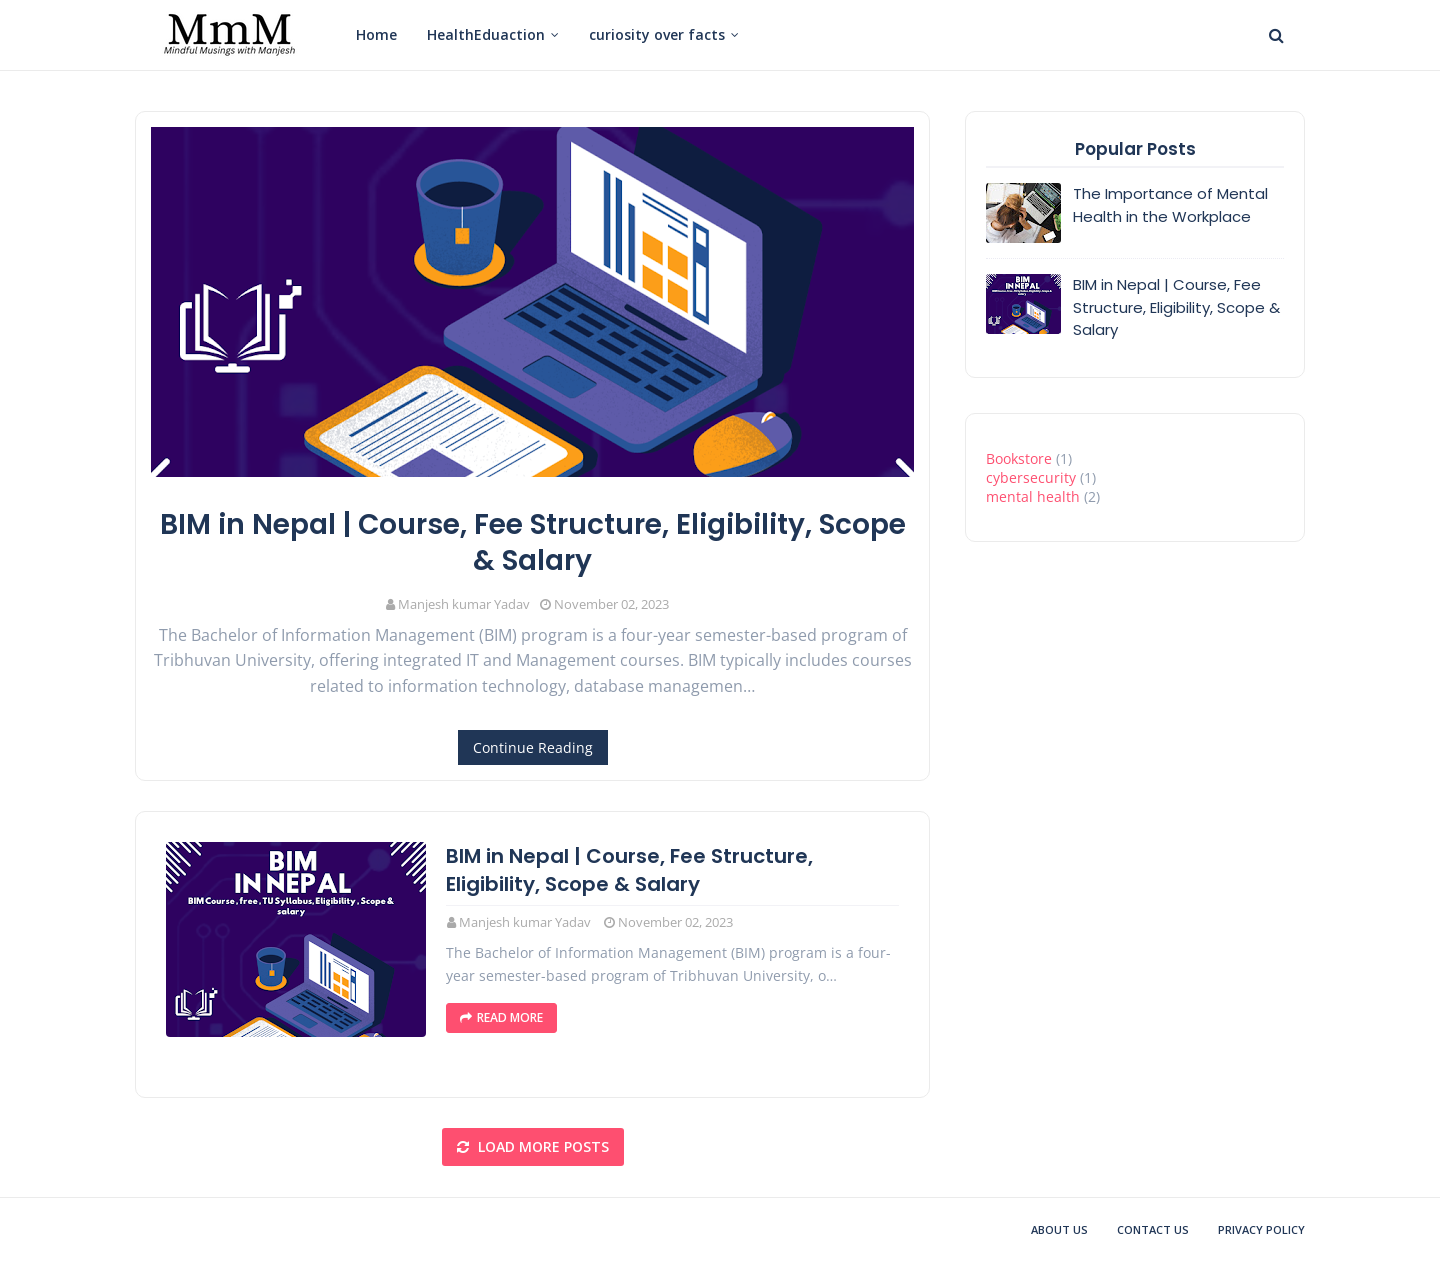 MmM
Mindful Musings with Manjesh
Home
HealthEduaction
curiosity over facts
BIM in Nepal | Course, Fee Structure, Eligibility, Scope
& Salary
Manjesh kumar Yadav November 02, 2023
The Bachelor of Information Management (BIM) program is a four-year semester-based program of
Tribhuvan University, offering integrated IT and Management courses. BIM typically includes courses
related to information technology, database managemen...
Continue Reading
BIM
IN NEPAL
BIM Course , free , TU Syllabus, Eligibility , Scope &
salary
BIM in Nepal | Course, Fee Structure,
Eligibility, Scope & Salary
Manjesh kumar Yadav November 02, 2023
The Bachelor of Information Management (BIM) program is a four-
year semester-based program of Tribhuvan University, o...
READ MORE
LOAD MORE POSTS
Popular Posts
The Importance of Mental
Health in the Workplace
BIM
IN NEPAL
BIM in Nepal | Course, Fee
Structure, Eligibility, Scope &
Salary
Bookstore (1)
cybersecurity (1)
mental health (2)
ABOUT US
CONTACT US
PRIVACY POLICY